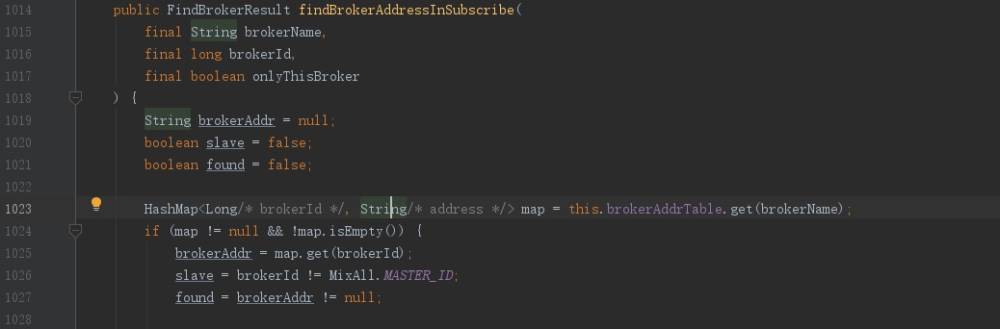 1014 public FindBrokerResult findBrokerAddressInSubscribe(
1015 final String brokerName,
1016 final long brokerId,
1017 final boolean onlyThisBroker
1018 ) {
1019 String brokerAddr = null;
1020 boolean slave = false;
1021 boolean found = false;
1022
1023 HashMap<Long/* brokerId */, String/* address */> map = this.brokerAddrTable.get(brokerName);
1024 if (map != null && !map.isEmpty()) {
1025 brokerAddr = map.get(brokerId);
1026 slave = brokerId != MixAll.MASTER_ID;
1027 found = brokerAddr != null;
1028